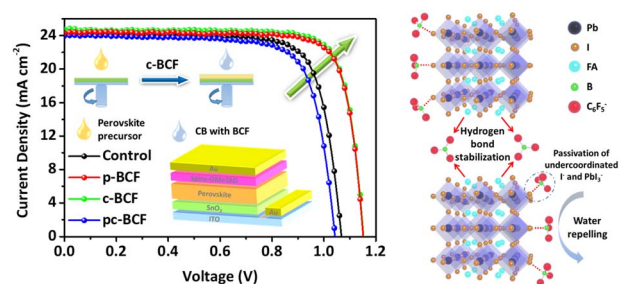 Current Density (mA cm⁻²)
28
24
20
16
12
8
4
0
c-BCF
Perovskite
precursor
CB with BCF
Control
p-BCF
c-BCF
pc-BCF
Au
Perovskite
SnO₂
ITO
Au
0.0
0.2
0.4
0.6
0.8
1.0
1.2
Voltage (V)
Pb
I
FA
B
C₆F₅⁻
Hydrogen
bond
stabilization
Passivation of
undercoordinated
I⁻ and PbI₃⁻
Water
repelling